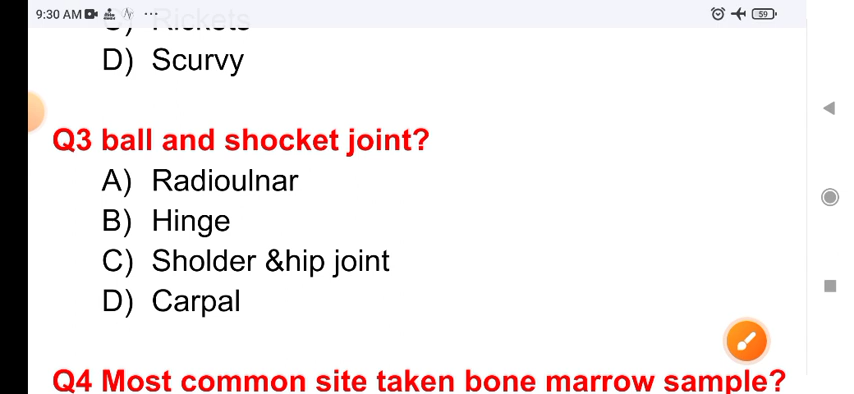 9:30 AM
59
C) Rickets
D) Scurvy
Q3 ball and shocket joint?
A) Radioulnar
B) Hinge
C) Sholder &hip joint
D) Carpal
Q4 Most common site taken bone marrow sample?